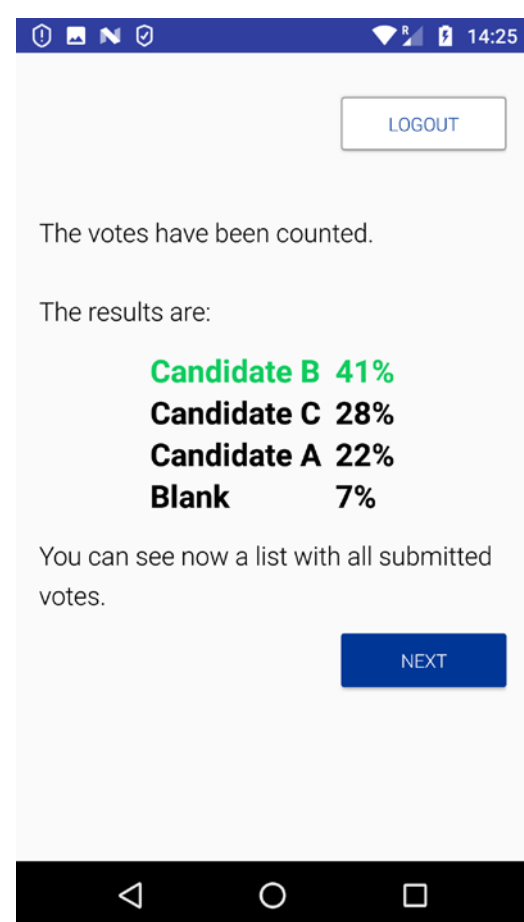 14:25
LOGOUT
The votes have been counted.
The results are:
Candidate B 41%
Candidate C 28%
Candidate A 22%
Blank 7%
You can see now a list with all submitted
votes.
NEXT